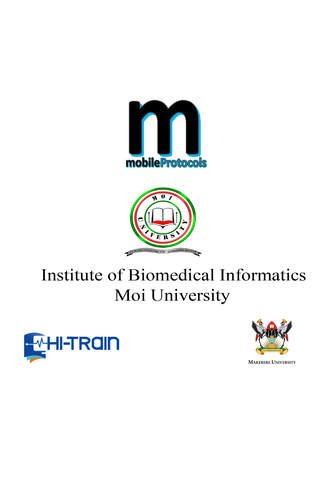 m
mobileProtocols
MOI UNIVERSITY
Institute of Biomedical Informatics
Moi University
HI-TRAIN
MAKERERE UNIVERSITY